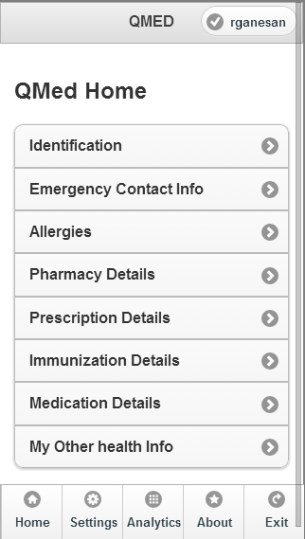 QMED
rganesan
QMed Home
Identification
Emergency Contact Info
Allergies
Pharmacy Details
Prescription Details
Immunization Details
Medication Details
My Other health Info
Home Settings Analytics About Exit